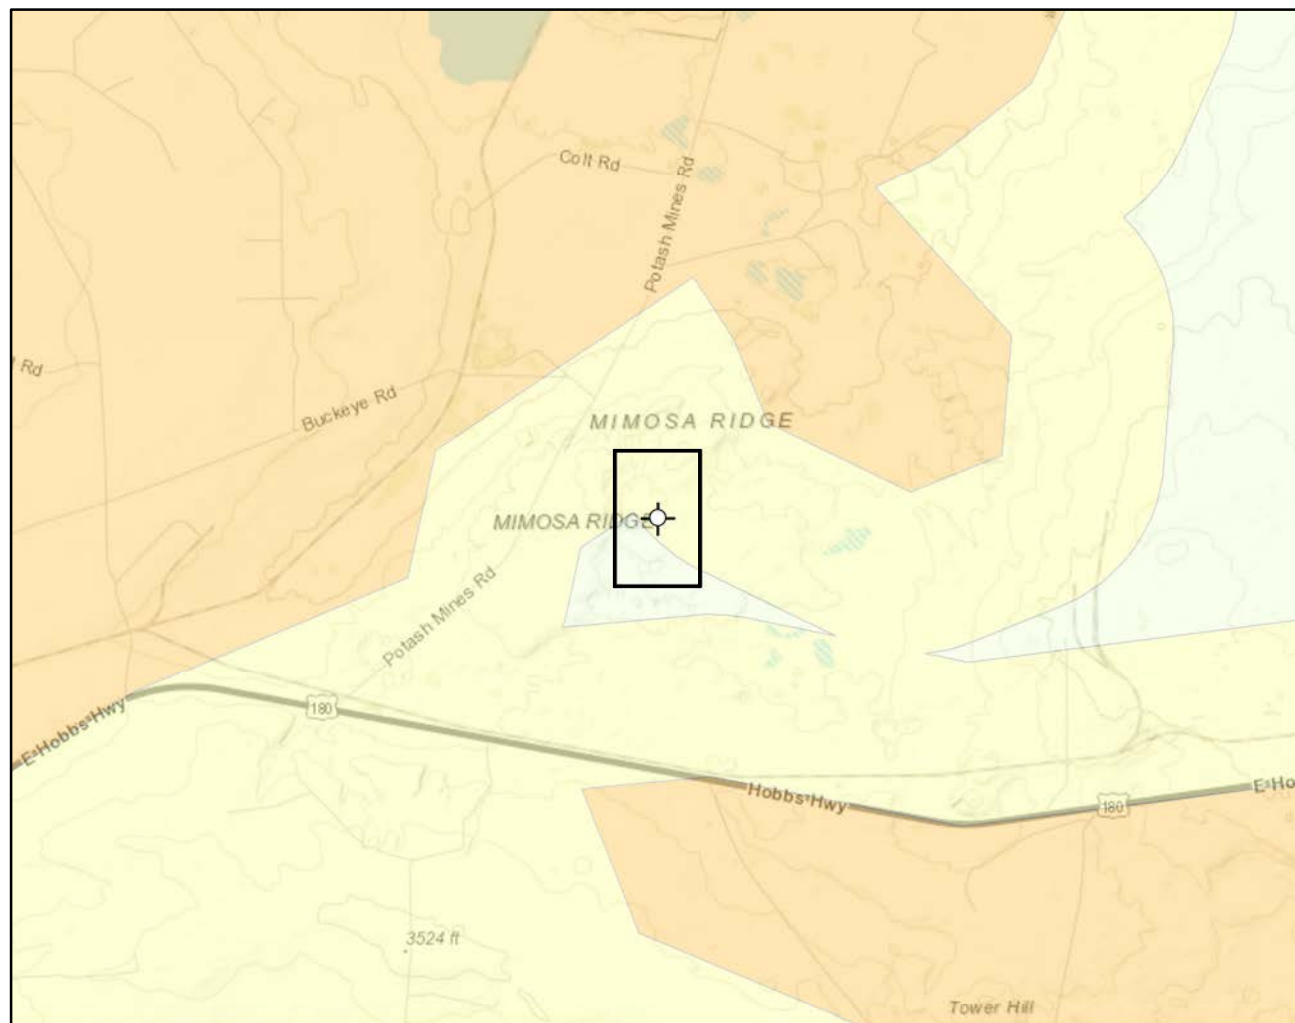 Colt Rd
Potash Mines Rd
Rd
Buckeye Rd
MIMOSA RIDGE
MIMOSA RIDGE
Potash Mines Rd
180
E Hobbs Hwy
Hobbs Hwy
E Ho
180
3524 ft
Tower Hill